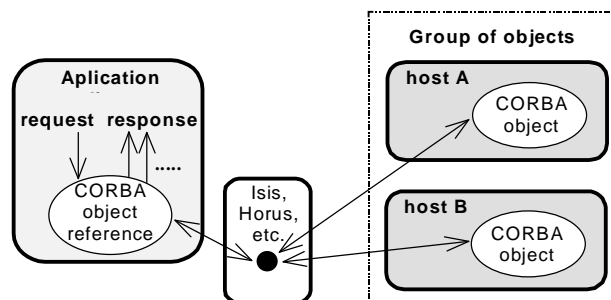 Group of objects
Aplication
request response
.....
CORBA
object
reference
Isis,
Horus,
etc.
host A
CORBA
object
host B
CORBA
object